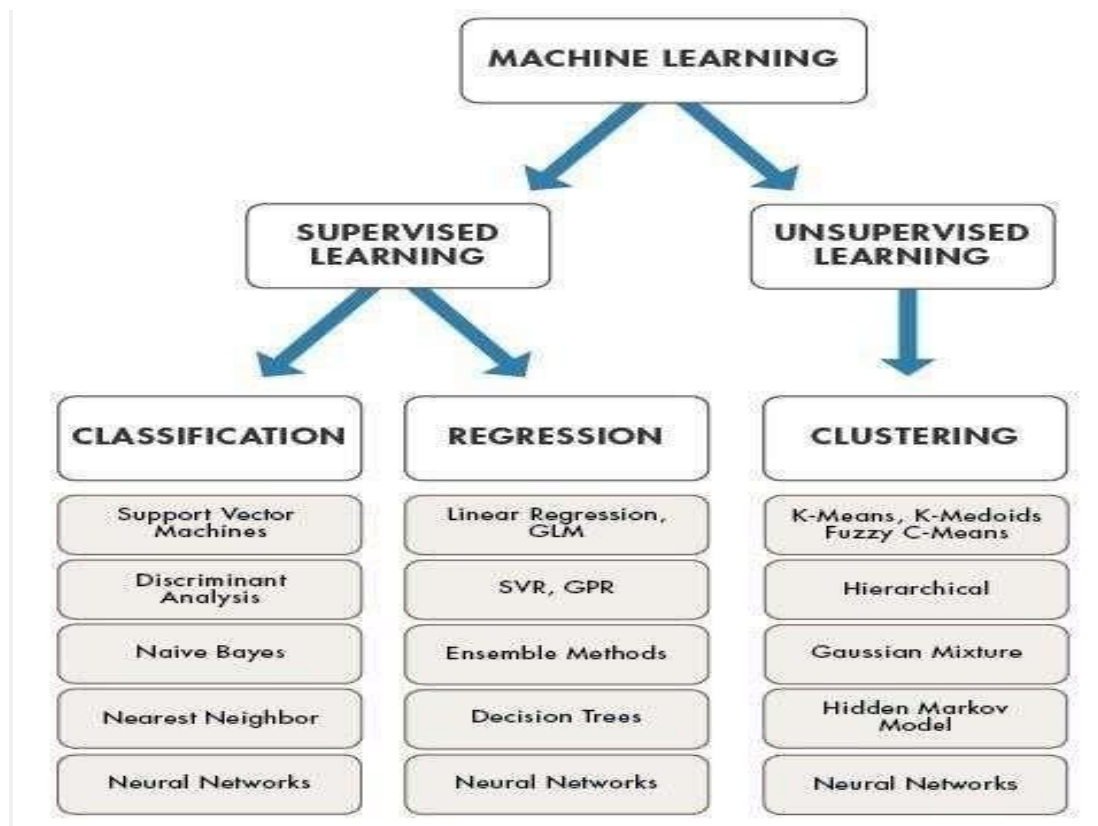 MACHINE LEARNING
SUPERVISED
LEARNING
UNSUPERVISED
LEARNING
CLASSIFICATION
Support Vector
Machines
Discriminant
Analysis
Naive Bayes
Nearest Neighbor
Neural Networks
REGRESSION
Linear Regression,
GLM
SVR, GPR
Ensemble Methods
Decision Trees
Neural Networks
CLUSTERING
K-Means, K-Medoids
Fuzzy C-Means
Hierarchical
Gaussian Mixture
Hidden Markov
Model
Neural Networks